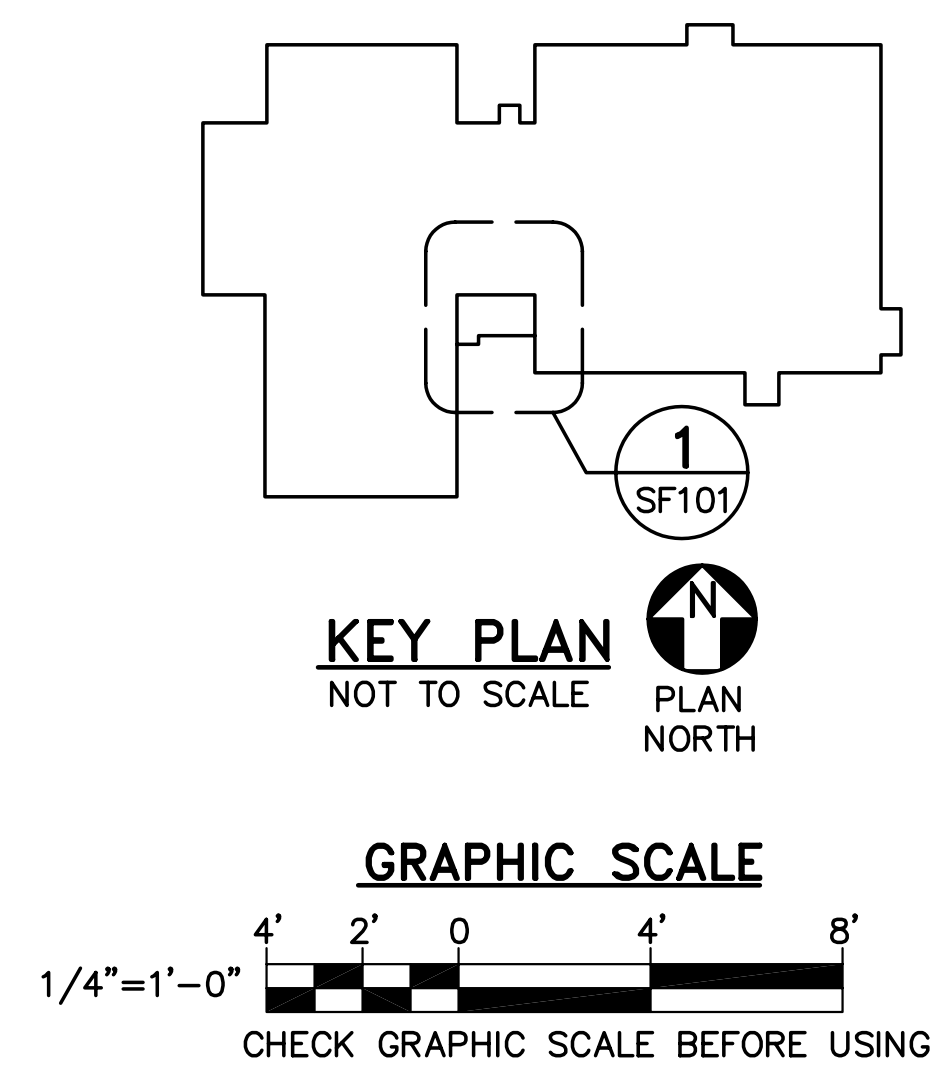 1
SF101
N
KEY PLAN
NOT TO SCALE
PLAN
NORTH
GRAPHIC SCALE
4' 2' 0 4' 8'
1/4"=1'-0"
CHECK GRAPHIC SCALE BEFORE USING